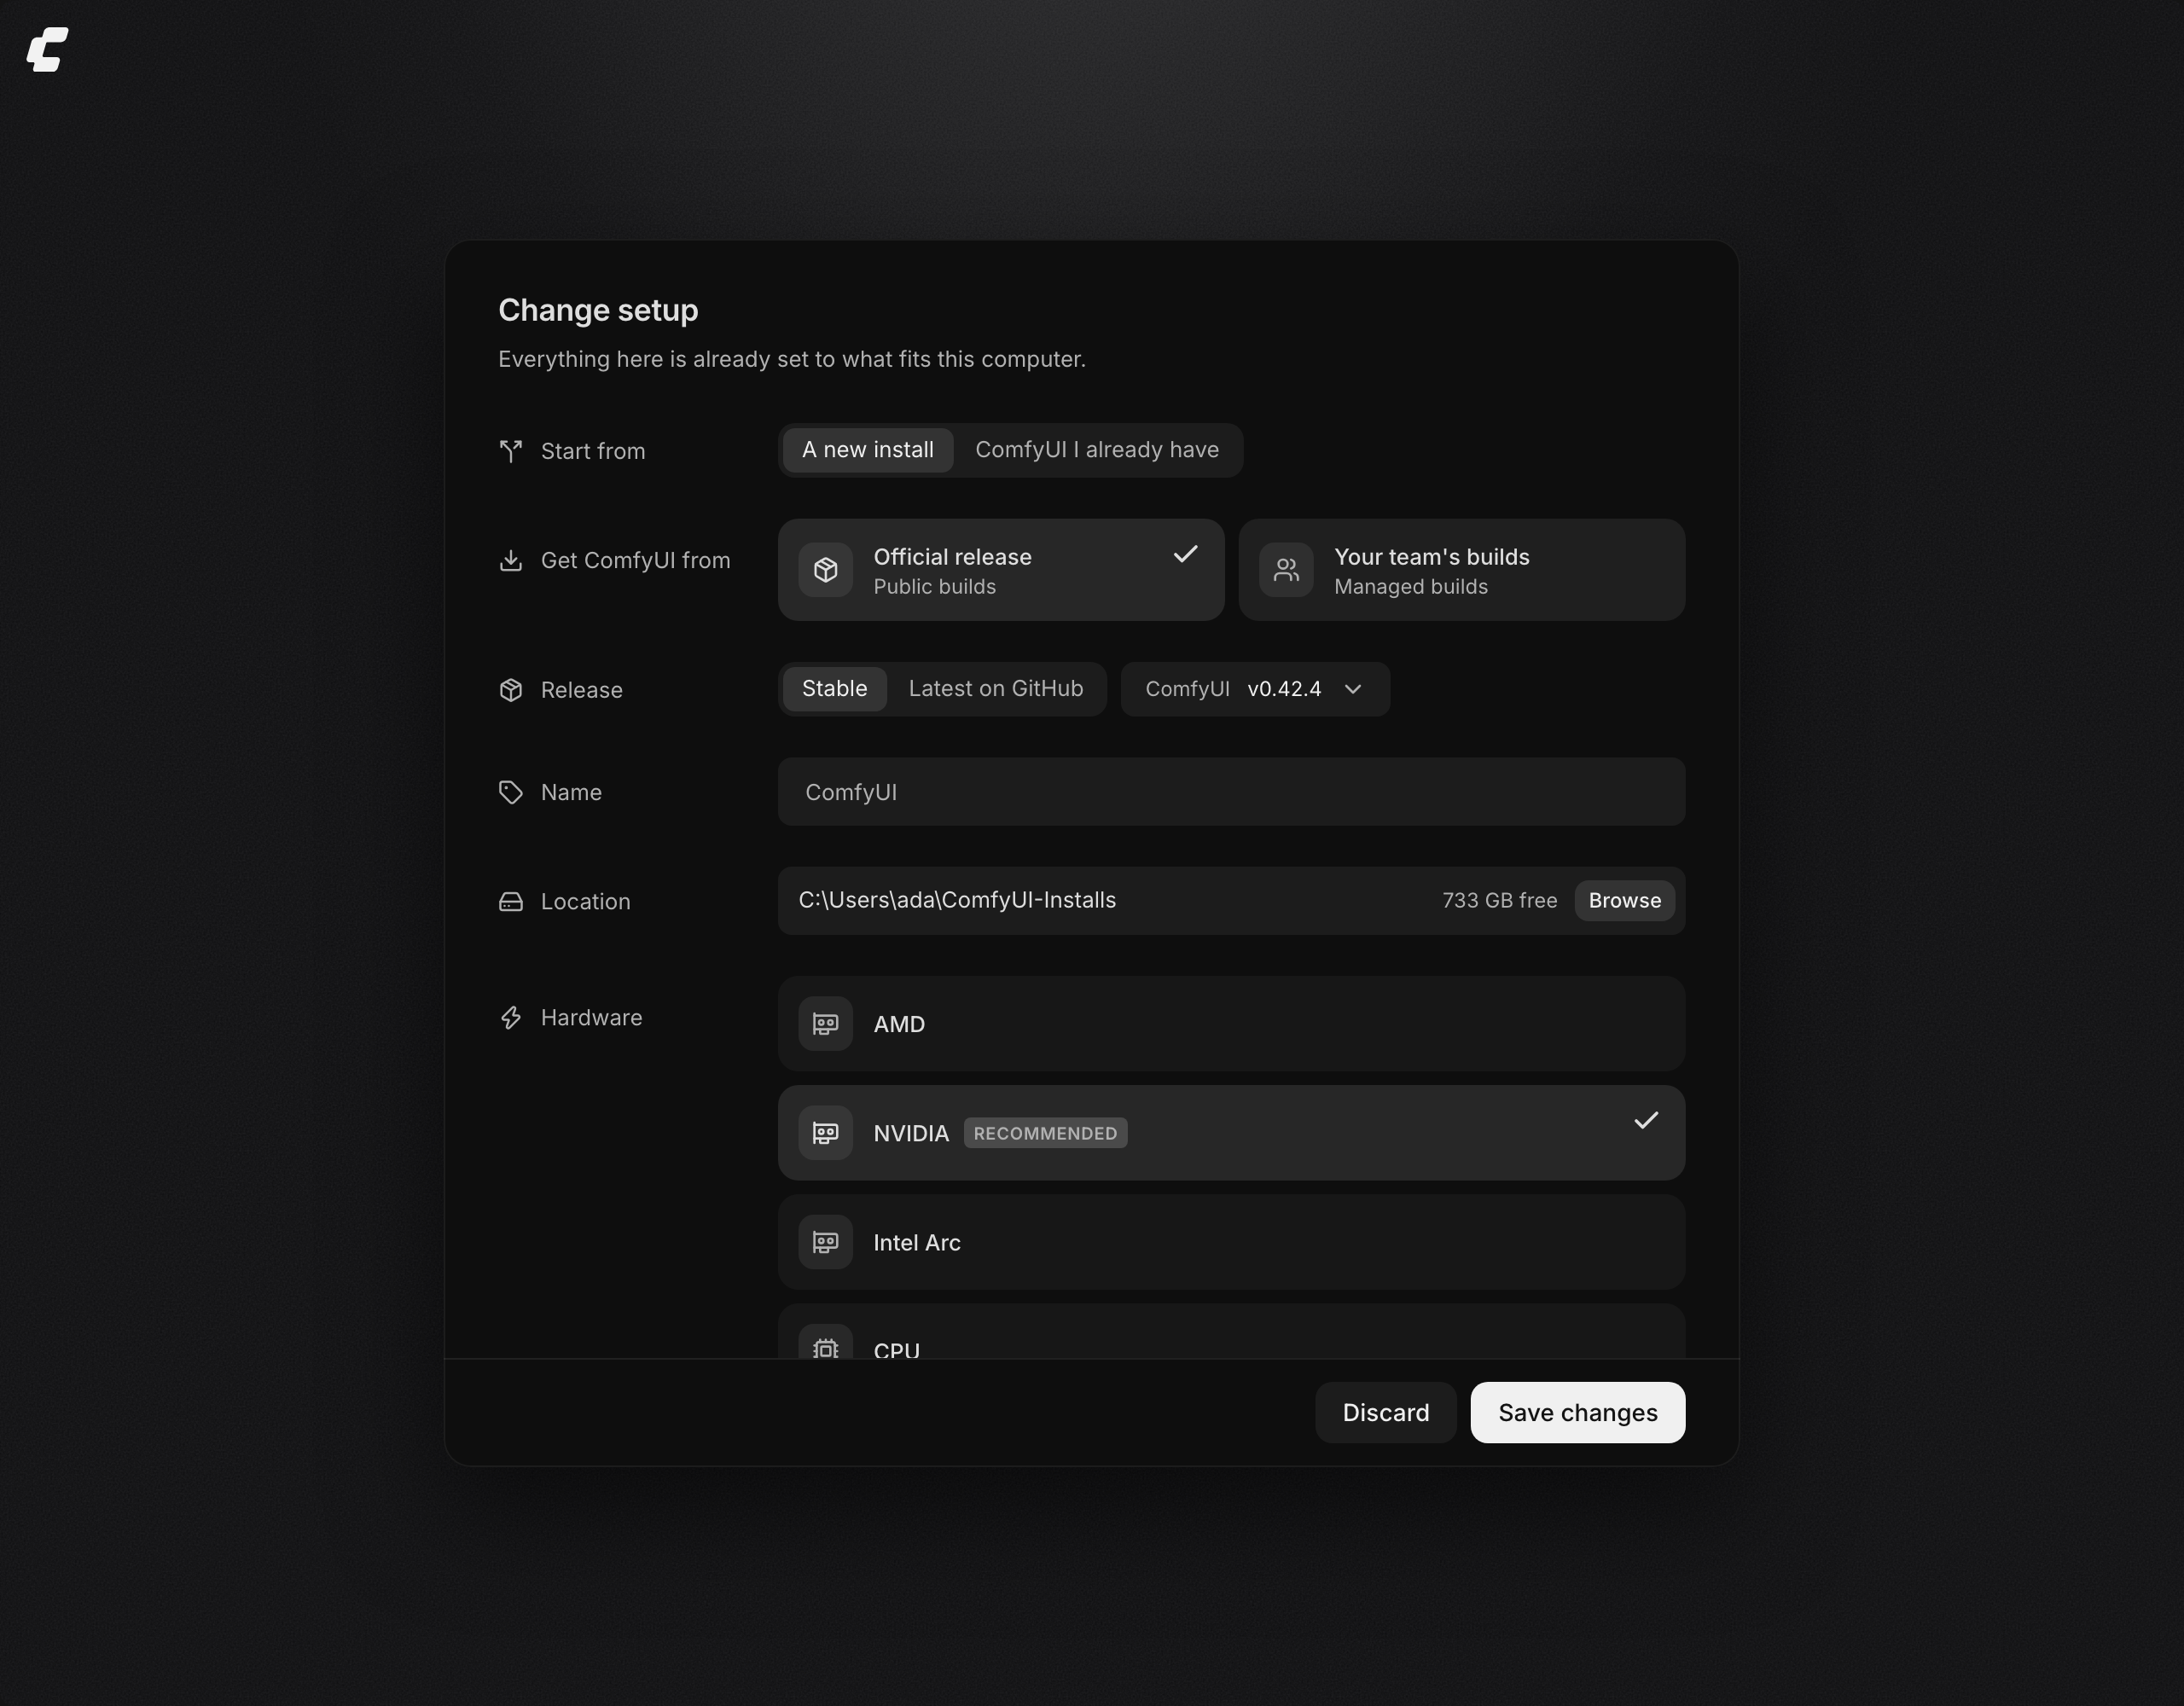 Change setup
Everything here is already set to what fits this computer.
Start from
A new install
ComfyUI I already have
Get ComfyUI from
Official release
Public builds
Your team's builds
Managed builds
Release
Stable
Latest on GitHub
ComfyUI v0.42.4
Name
ComfyUI
Location
C:\Users\ada\ComfyUI-Installs
733 GB free
Browse
Hardware
AMD
NVIDIA
RECOMMENDED
Intel Arc
CPU
Discard
Save changes